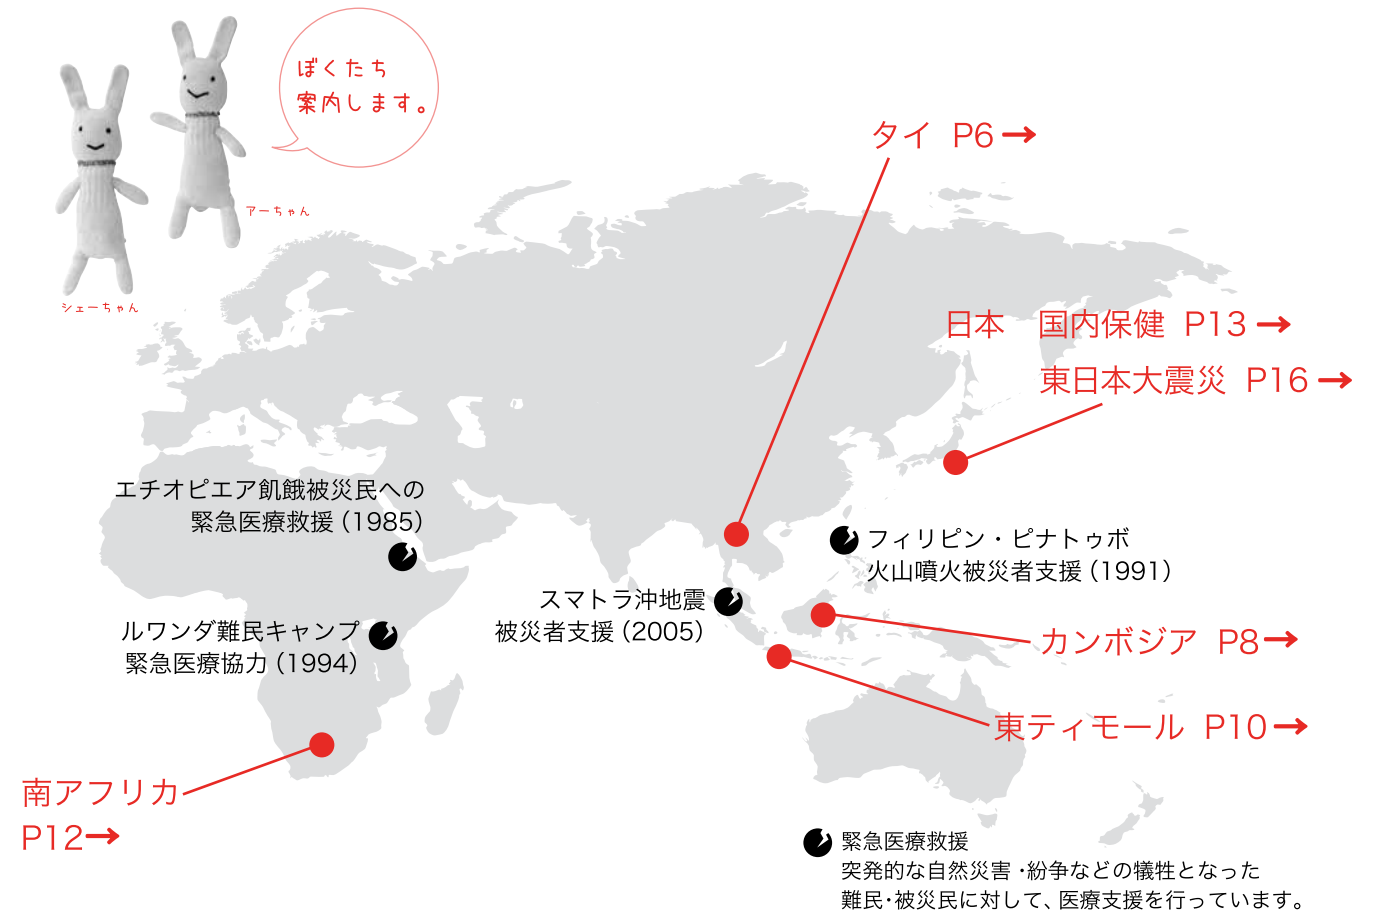 ぼくたち
案内します。
アーちゃん
シェーちゃん
タイ P6→
日本 国内保健 P13→
東日本大震災 P16→
エチオピエア飢餓被災民への
緊急医療救援（1985）
フィリピン・ピナトゥボ
火山噴火被災者支援（1991）
スマトラ沖地震
被災者支援（2005）
ルワンダ難民キャンプ
緊急医療協力（1994）
カンボジア P8→
東ティモール P10→
南アフリカ
P12→
緊急医療救援
突発的な自然災害・紛争などの犠牲となった
難民・被災民に対して、医療支援を行っています。